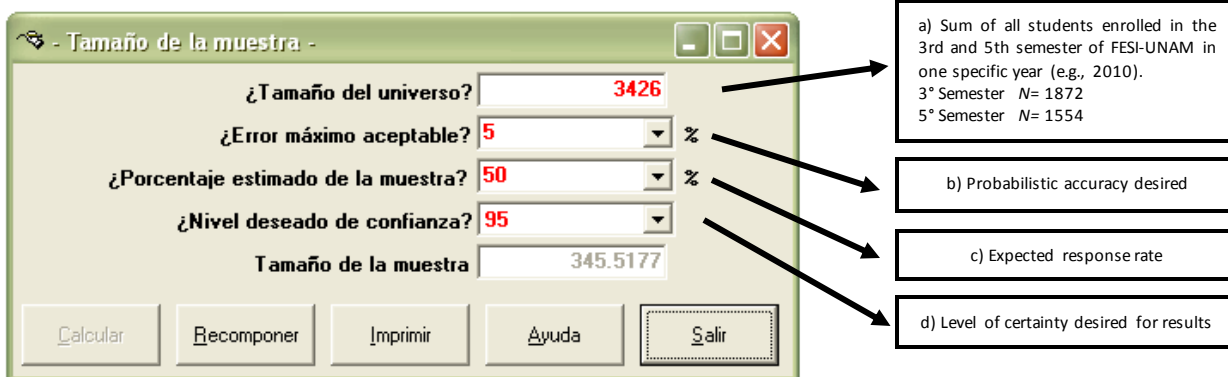 - Tamaño de la muestra -
¿Tamaño del universo? 3426
¿Error máximo aceptable? 5 %
¿Porcentaje estimado de la muestra? 50 %
¿Nivel deseado de confianza? 95
Tamaño de la muestra 345.5177
Calcular Recomponer Imprimir Ayuda Salir
a) Sum of all students enrolled in the
3rd and 5th semester of FESI-UNAM in
one specific year (e.g., 2010).
3° Semester N= 1872
5° Semester N= 1554
b) Probabilistic accuracy desired
c) Expected response rate
d) Level of certainty desired for results